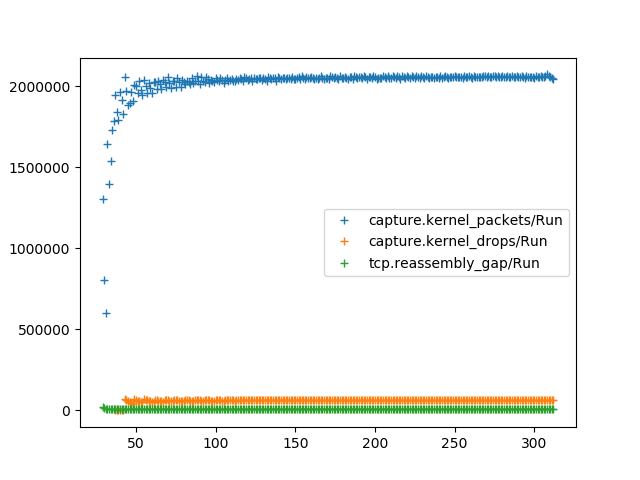 2000000
1500000
1000000
500000
0
capture.kernel_packets/Run
capture.kernel_drops/Run
tcp.reassembly_gap/Run
50 100 150 200 250 300